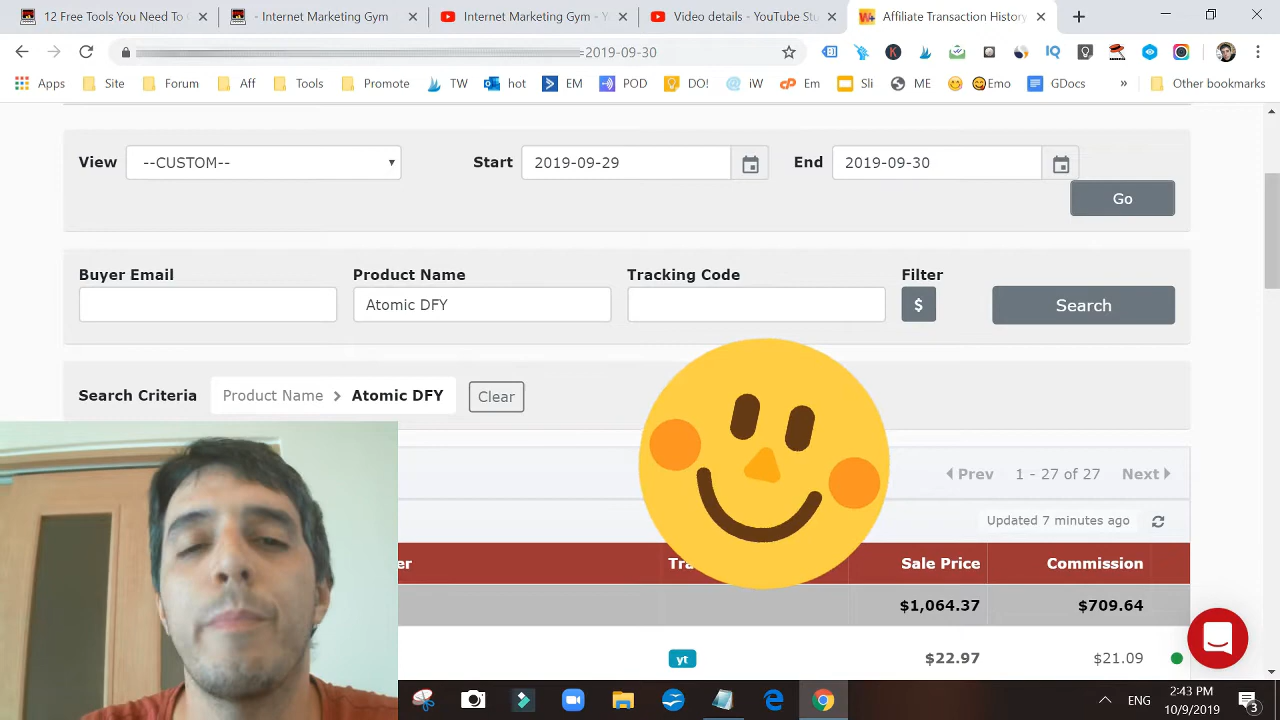 12 Free Tools You Need To
- Internet Marketing Gym -
Internet Marketing Gym - Y
Video details - YouTube Stu
Affiliate Transaction History
=2019-09-30
Apps Site Forum Aff Tools Promote TW hot EM POD DO! iW Em Sli ME Emo GDocs » Other bookmarks
View --CUSTOM-- Start 2019-09-29 End 2019-09-30
Go
Buyer Email Product Name Tracking Code Filter
Atomic DFY $ Search
Search Criteria Product Name Atomic DFY Clear
Prev 1 - 27 of 27 Next
Updated 7 minutes ago
er Tra Sale Price Commission
$1,064.37 $709.64
yt $22.97 $21.09
ENG 2:43 PM
10/9/2019 3